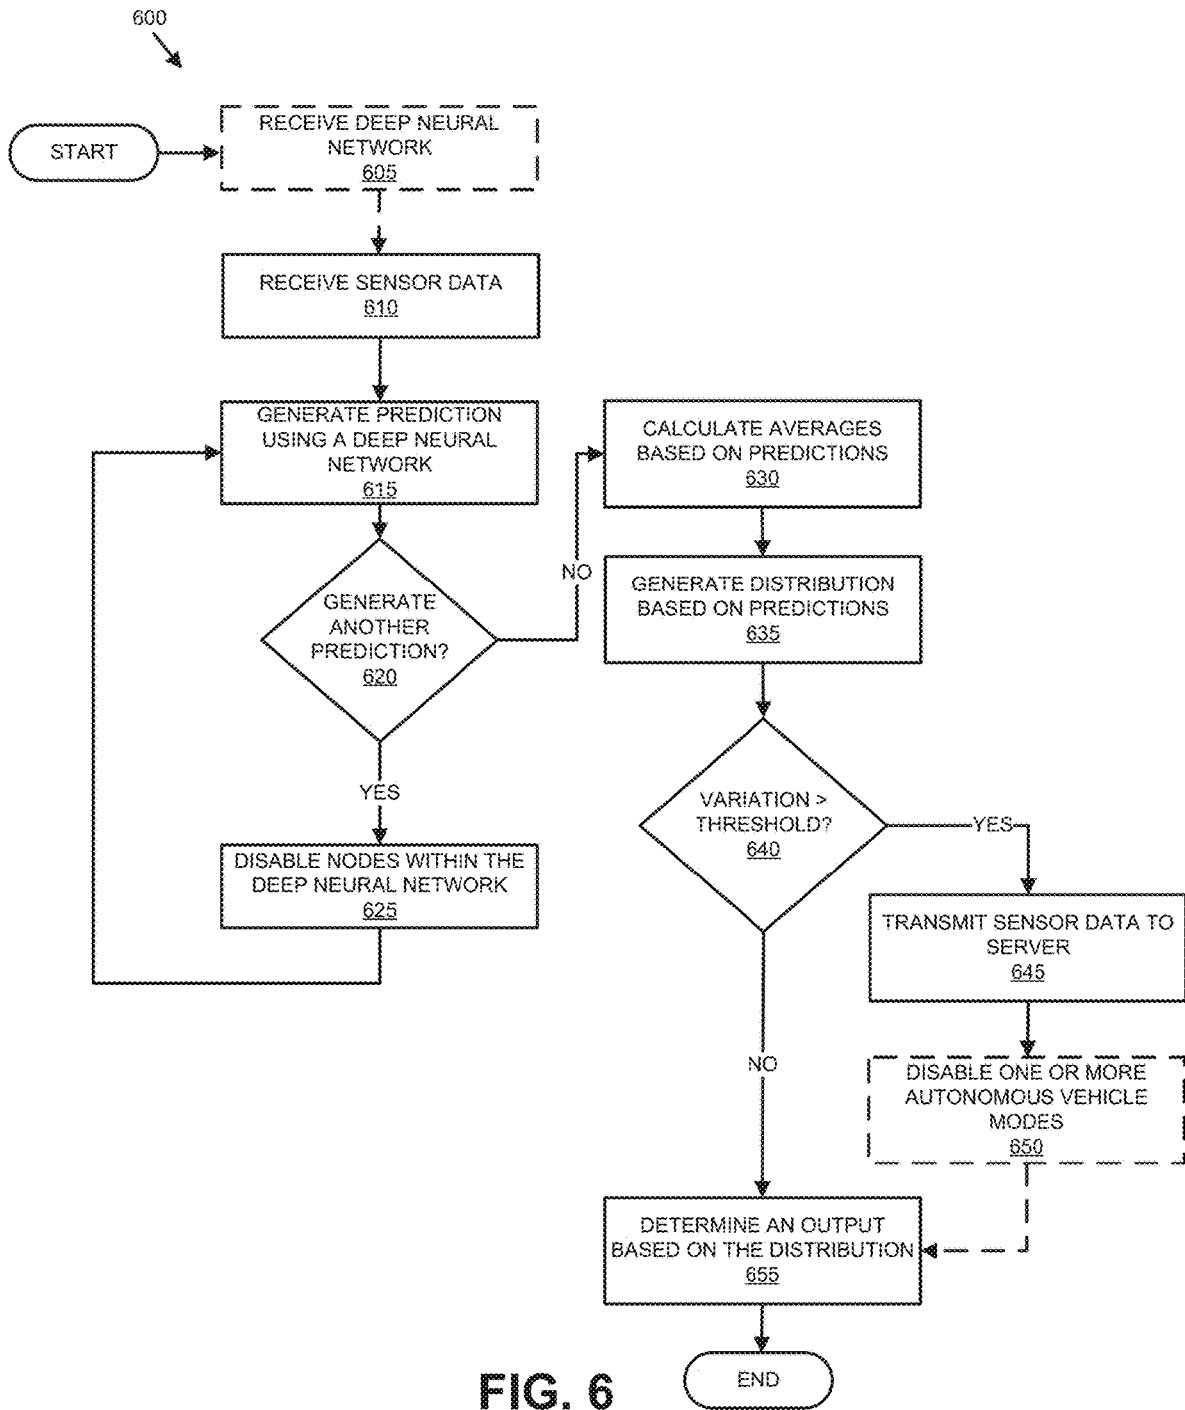 600
START
RECEIVE DEEP NEURAL
NETWORK
605
RECEIVE SENSOR DATA
610
GENERATE PREDICTION
USING A DEEP NEURAL
NETWORK
615
GENERATE
ANOTHER
PREDICTION?
620
YES
DISABLE NODES WITHIN THE
DEEP NEURAL NETWORK
625
NO
CALCULATE AVERAGES
BASED ON PREDICTIONS
630
GENERATE DISTRIBUTION
BASED ON PREDICTIONS
635
VARIATION >
THRESHOLD?
640
YES
TRANSMIT SENSOR DATA TO
SERVER
645
DISABLE ONE OR MORE
AUTONOMOUS VEHICLE
MODES
650
NO
DETERMINE AN OUTPUT
BASED ON THE DISTRIBUTION
655
END
FIG. 6